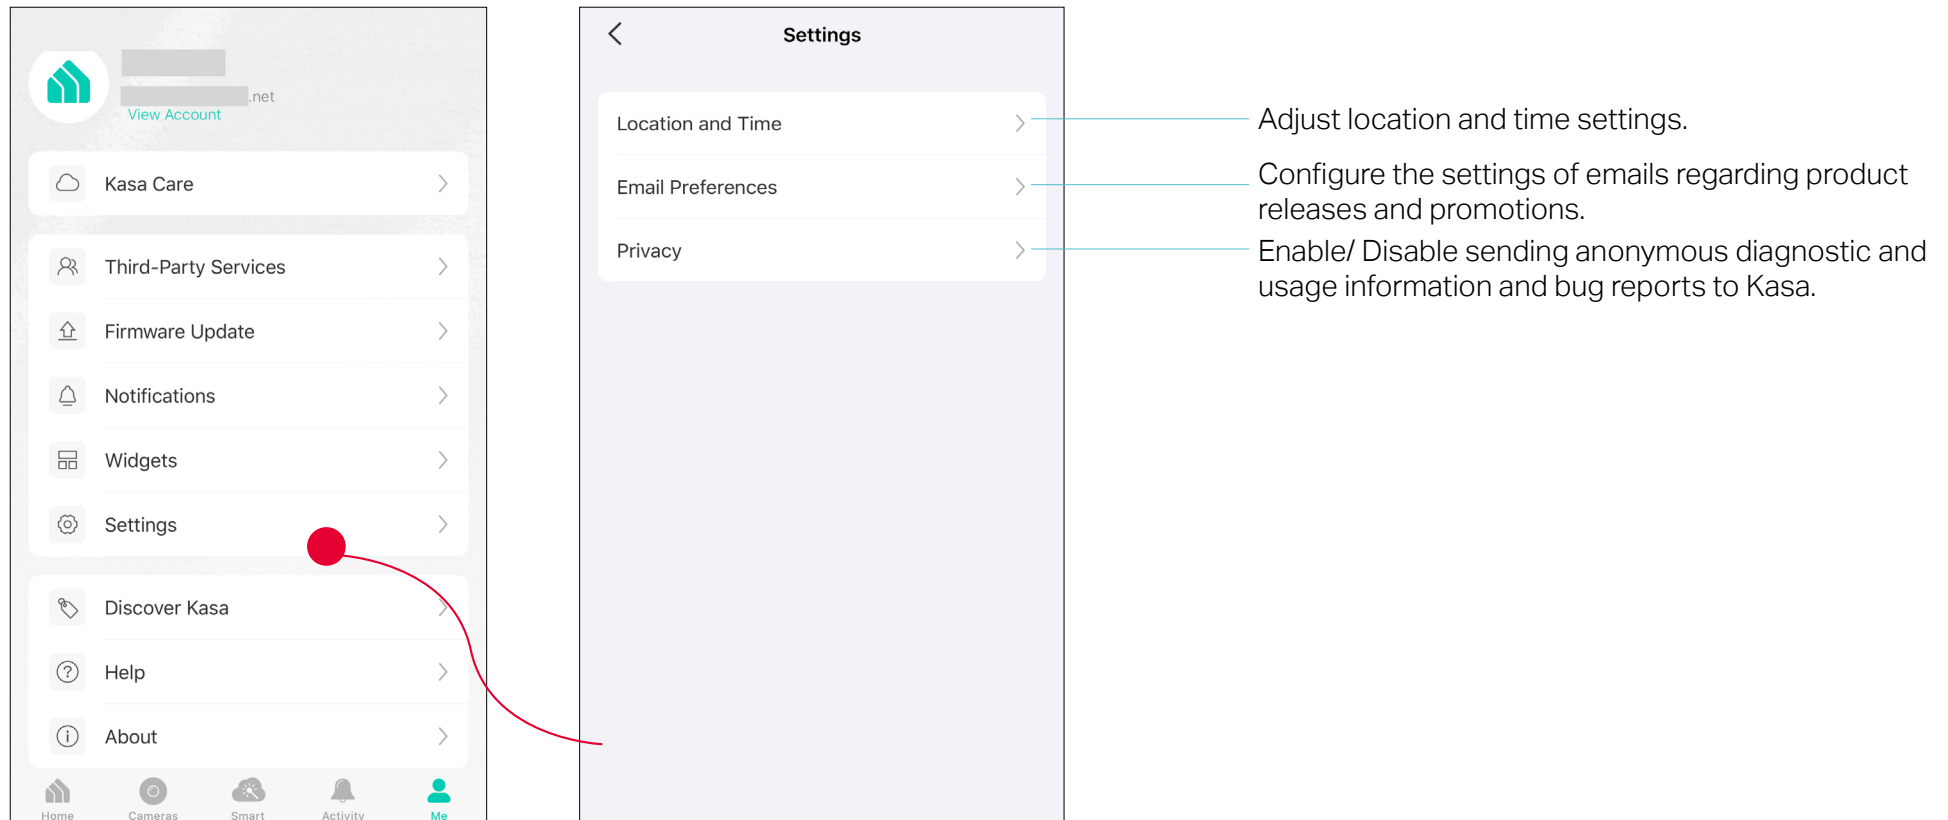 .net
View Account
Kasa Care
Third-Party Services
Firmware Update
Notifications
Widgets
Settings
Discover Kasa
Help
About
Home
Cameras
Smart
Activity
Me
Settings
Location and Time
Email Preferences
Privacy
Adjust location and time settings.
Configure the settings of emails regarding product
releases and promotions.
Enable/ Disable sending anonymous diagnostic and
usage information and bug reports to Kasa.